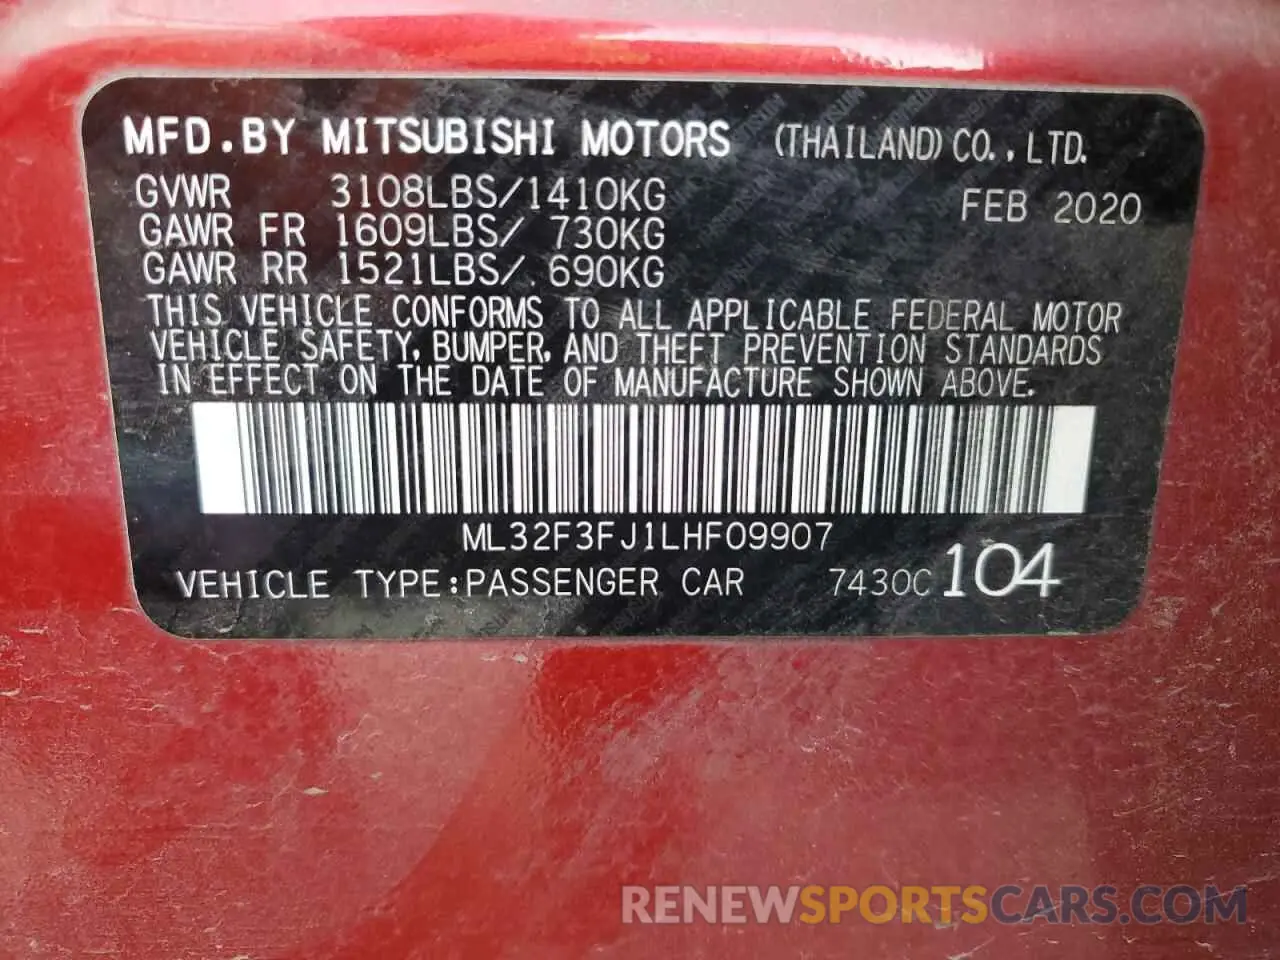 MFD.BY MITSUBISHI MOTORS (THAILAND) CO.,LTD.
GVWR 3108LBS/1410KG FEB 2020
GAWR FR 1609LBS/ 730KG
GAWR RR 1521LBS/ 690KG
THIS VEHICLE CONFORMS TO ALL APPLICABLE FEDERAL MOTOR
VEHICLE SAFETY, BUMPER, AND THEFT PREVENTION STANDARDS
IN EFFECT ON THE DATE OF MANUFACTURE SHOWN ABOVE.
ML32F3FJ1LHF09907
VEHICLE TYPE:PASSENGER CAR 7430C 104
RENEWSPORTSCARS.COM